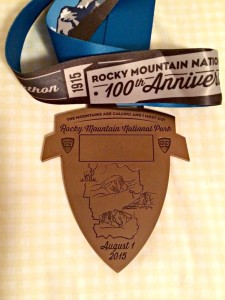 thon
1915
ROCKY MOUNTAIN NATIO
100th Annivers
THE MOUNTAINS ARE CALLING AND I MUST GO
Rocky Mountain National Park
August 1
2015